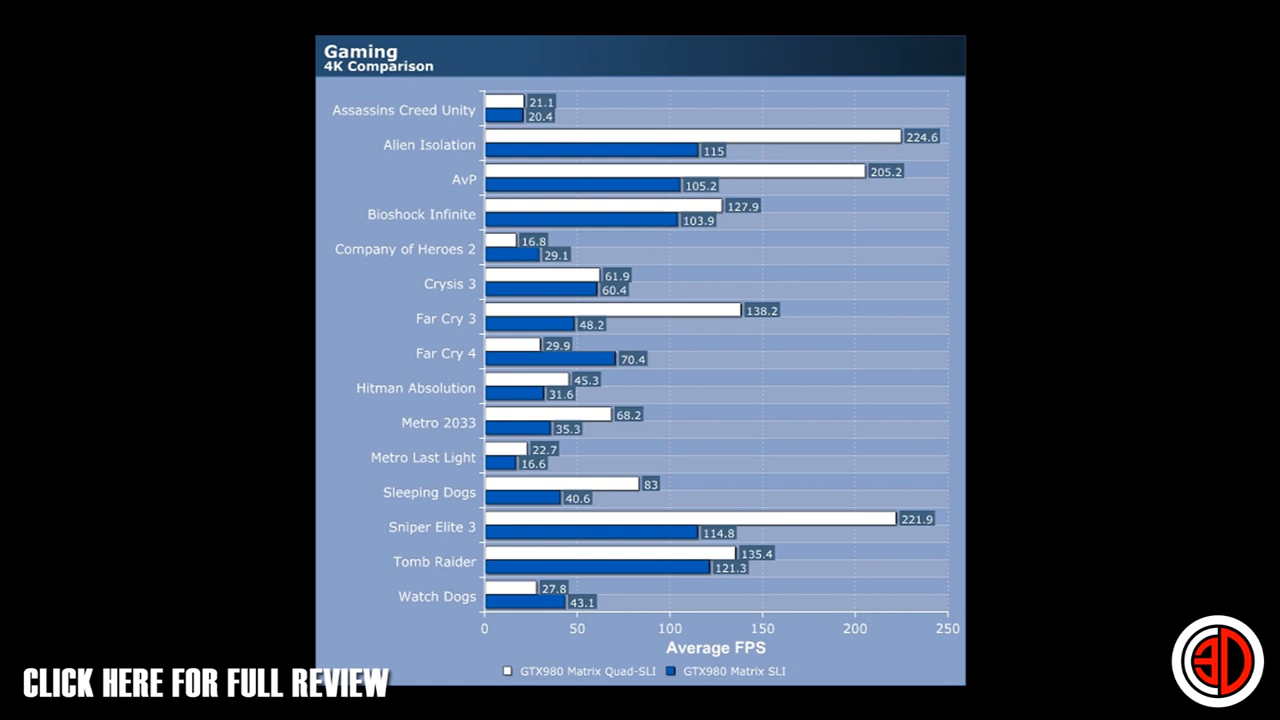 Gaming
4K Comparison
Assassins Creed Unity
21.1
20.4
Alien Isolation
224.6
115
AvP
205.2
105.2
Bioshock Infinite
127.9
103.9
Company of Heroes 2
16.8
29.1
Crysis 3
61.9
60.4
Far Cry 3
138.2
48.2
Far Cry 4
29.9
70.4
Hitman Absolution
45.3
31.6
Metro 2033
68.2
35.3
Metro Last Light
22.7
16.6
Sleeping Dogs
83
40.6
Sniper Elite 3
221.9
114.8
Tomb Raider
135.4
121.3
Watch Dogs
27.8
43.1
0 50 100 150 200 250
Average FPS
GTX980 Matrix Quad-SLI GTX980 Matrix SLI
CLICK HERE FOR FULL REVIEW
3D